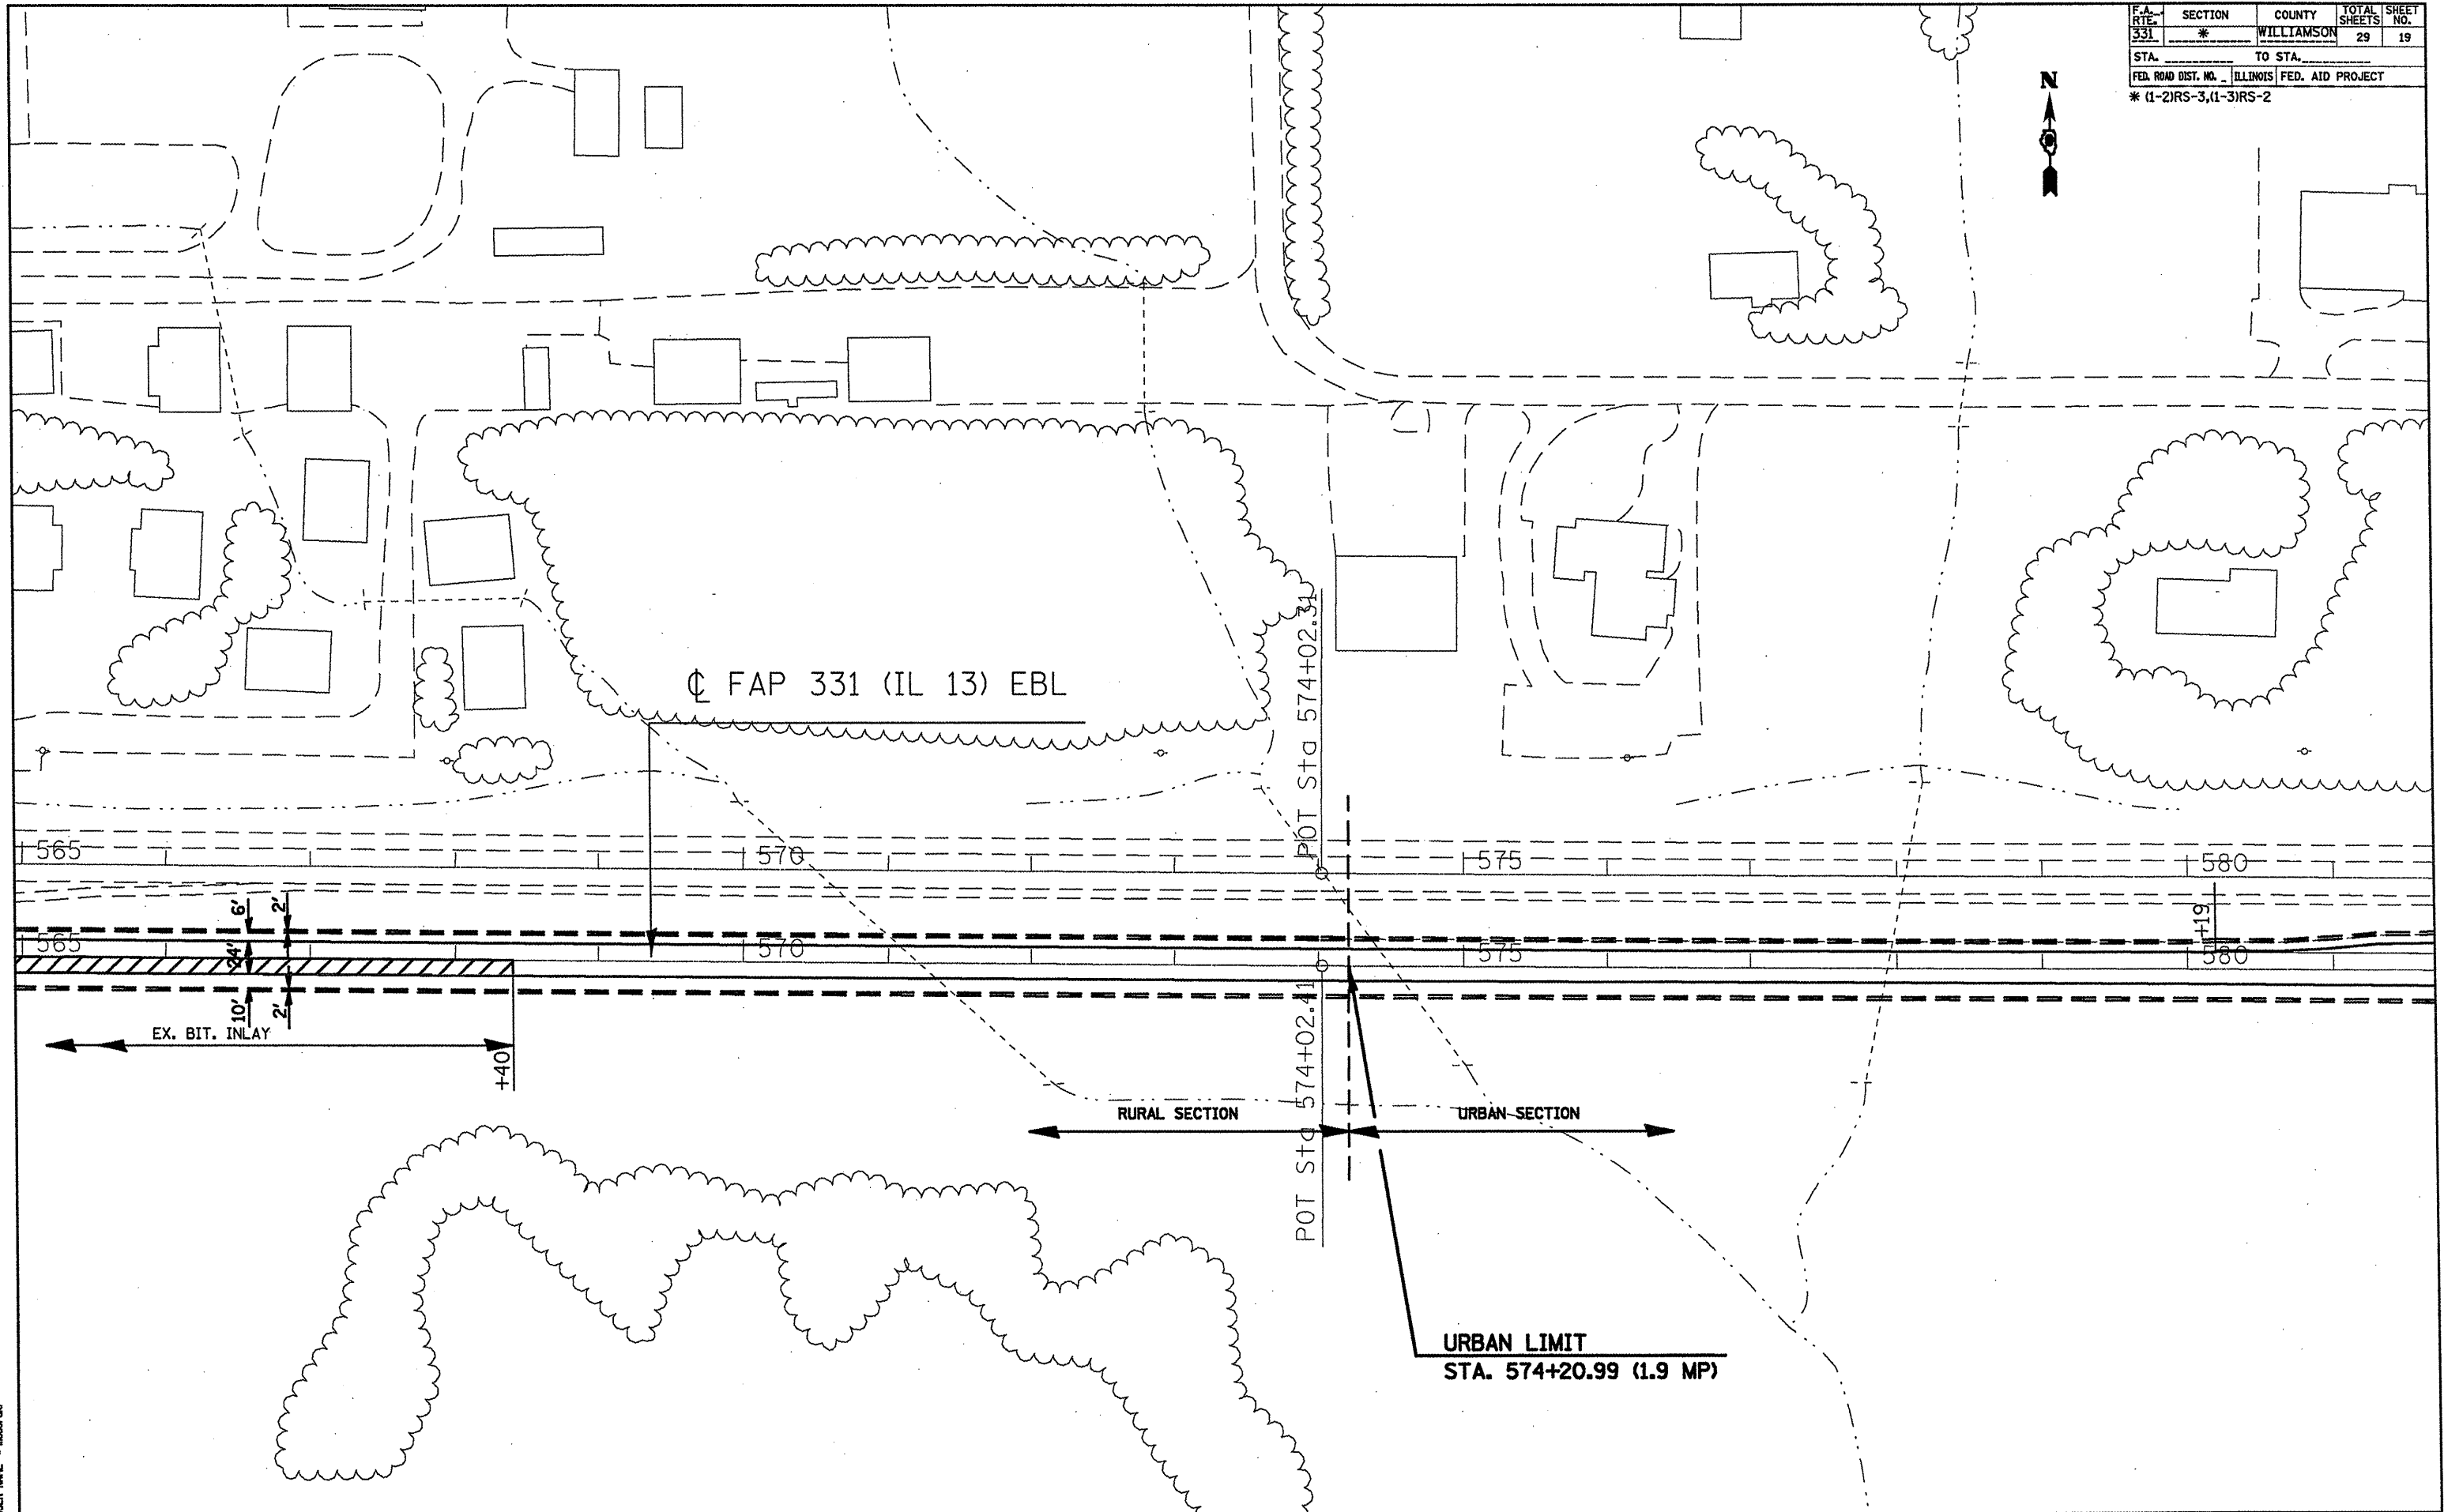 F.A. RTE. SECTION COUNTY TOTAL SHEETS SHEET NO.
331 * WILLIAMSON 29 19
STA. TO STA.
FED. ROAD DIST. NO. ILLINOIS FED. AID PROJECT
* (1-2)RS-3,(1-3)RS-2
N
℄ FAP 331 (IL 13) EBL
POT Sta 574+02.31
565 570 575 580
+19
6' 2'
565 570 575 580
24'
10' 2'
EX. BIT. INLAY
+40
POT Sta 574+02.41
RURAL SECTION
URBAN SECTION
URBAN LIMIT
STA. 574+20.99 (1.9 MP)